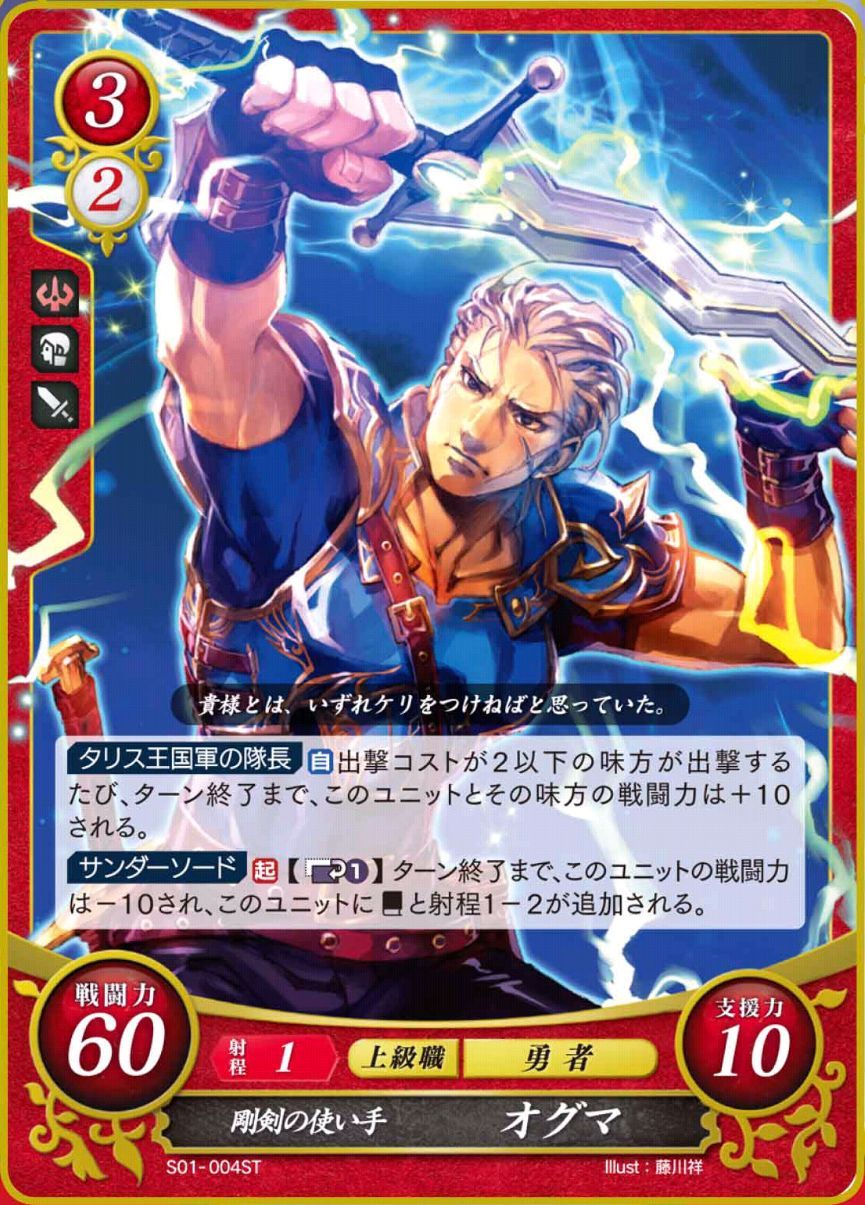 3
2
貴様とは、いずれケリをつけねばと思っていた。
タリス王国軍の隊長 自 出撃コストが2以下の味方が出撃する
たび、ターン終了まで、このユニットとその味方の戦闘力は+10
される。
サンダーソード 起 【 1 】 ターン終了まで、このユニットの戦闘力
は-10され、このユニットに と射程1-2が追加される。
戦闘力
60
射程 1 上級職 勇者
支援力
10
剛剣の使い手 オグマ
S01-004ST Illust:藤川祥